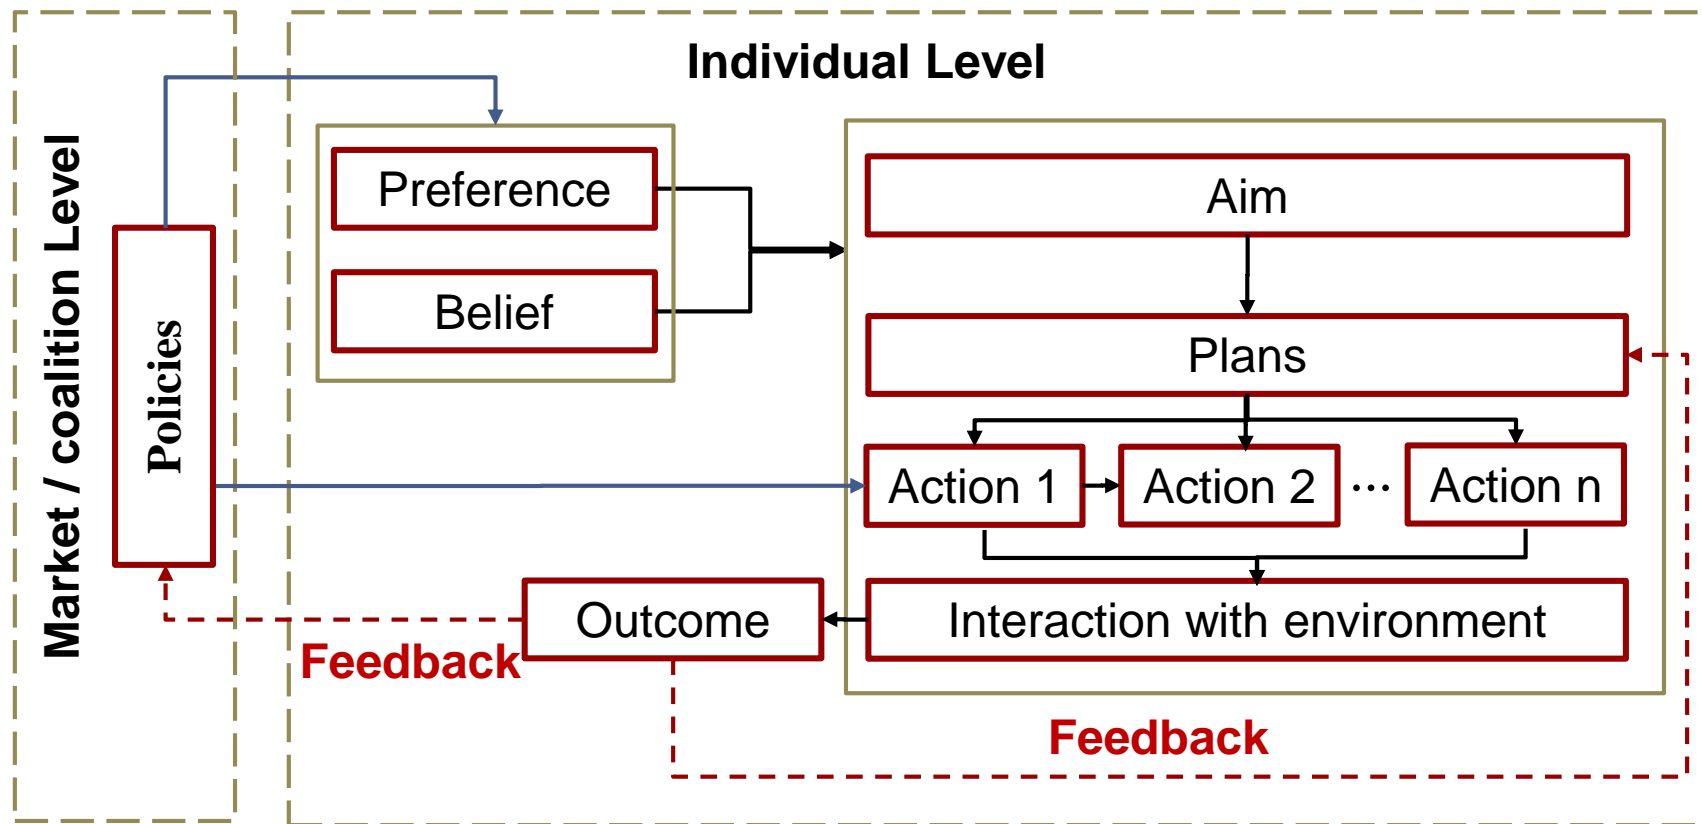 Individual Level
Market / coalition Level
Policies
Preference
Belief
Aim
Plans
Action 1
Action 2
...
Action n
Interaction with environment
Outcome
Feedback
Feedback